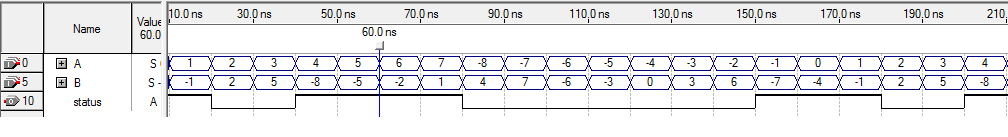 Name Value 60.0 10.0 ns 30.0 ns 50.0 ns 70.0 ns 90.0 ns 110.0 ns 130.0 ns 150.0 ns 170.0 ns 190.0 ns 210.
60.0 ns
0 A S 1 2 3 4 5 6 7 -8 -7 -6 -5 -4 -3 -2 -1 0 1 2 3 4
5 B S - -1 2 5 -8 -5 -2 1 4 7 -6 -3 0 3 6 -7 -4 -1 2 5 -8
10 status A